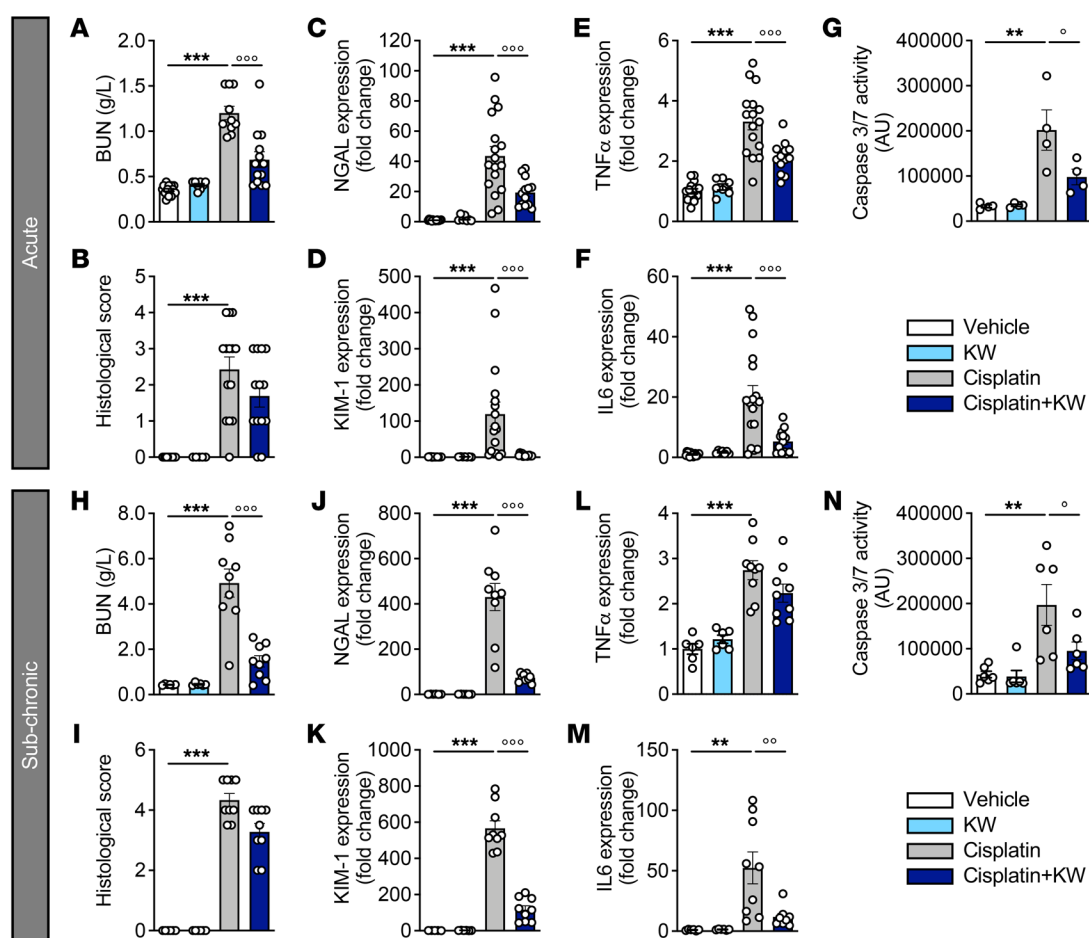 Acute
A
BUN (g/L)
2.0
1.5
1.0
0.5
0.0
***
°°°
C
NGAL expression
(fold change)
120
100
80
60
40
20
0
***
°°°
E
TNFα expression
(fold change)
6
4
2
0
***
°°°
G
Caspase 3/7 activity
(AU)
400000
300000
200000
100000
0
**
°
B
Histological score
5
4
3
2
1
0
***
D
KIM-1 expression
(fold change)
500
400
300
200
100
0
***
°°°
F
IL6 expression
(fold change)
60
40
20
0
***
°°°
Vehicle
KW
Cisplatin
Cisplatin+KW
Sub-chronic
H
BUN (g/L)
8.0
6.0
4.0
2.0
0.0
***
°°°
J
NGAL expression
(fold change)
800
600
400
200
0
***
°°°
L
TNFα expression
(fold change)
4
3
2
1
0
***
N
Caspase 3/7 activity
(AU)
400000
300000
200000
100000
0
**
°
I
Histological score
6
4
2
0
***
K
KIM-1 expression
(fold change)
1000
800
600
400
200
0
***
°°°
M
IL6 expression
(fold change)
150
100
50
0
**
°°
Vehicle
KW
Cisplatin
Cisplatin+KW